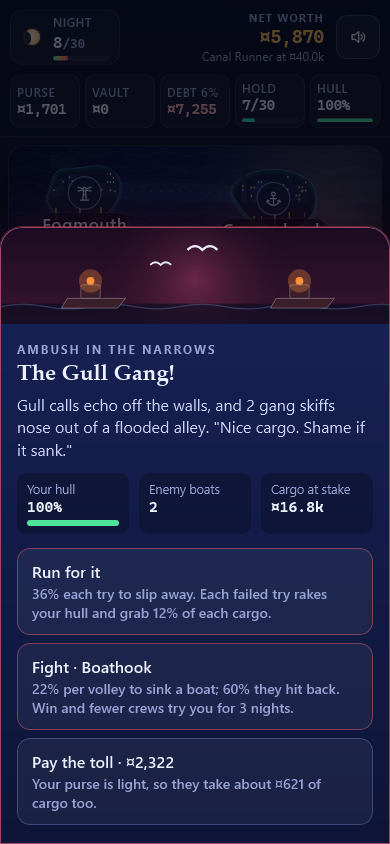 NIGHT
8/30
NET WORTH
¤5,870
Canal Runner at ¤40.0k
PURSE
¤1,701
VAULT
¤0
DEBT 6%
¤7,255
HOLD
7/30
HULL
100%
AMBUSH IN THE NARROWS
The Gull Gang!
Gull calls echo off the walls, and 2 gang skiffs
nose out of a flooded alley. "Nice cargo. Shame if
it sank."
Your hull
100%
Enemy boats
2
Cargo at stake
¤16.8k
Run for it
36% each try to slip away. Each failed try rakes
your hull and grab 12% of each cargo.
Fight · Boathook
22% per volley to sink a boat; 60% they hit back.
Win and fewer crews try you for 3 nights.
Pay the toll · ¤2,322
Your purse is light, so they take about ¤621 of
cargo too.